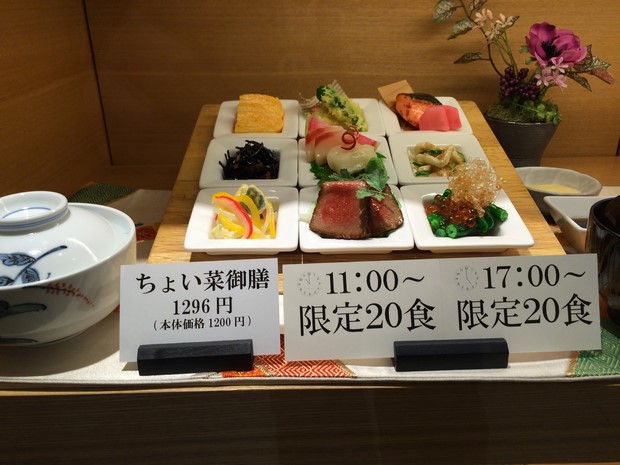 ちょい菜御膳
1296円
(本体価格1200円)
11:00～
限定20食
17:00～
限定20食